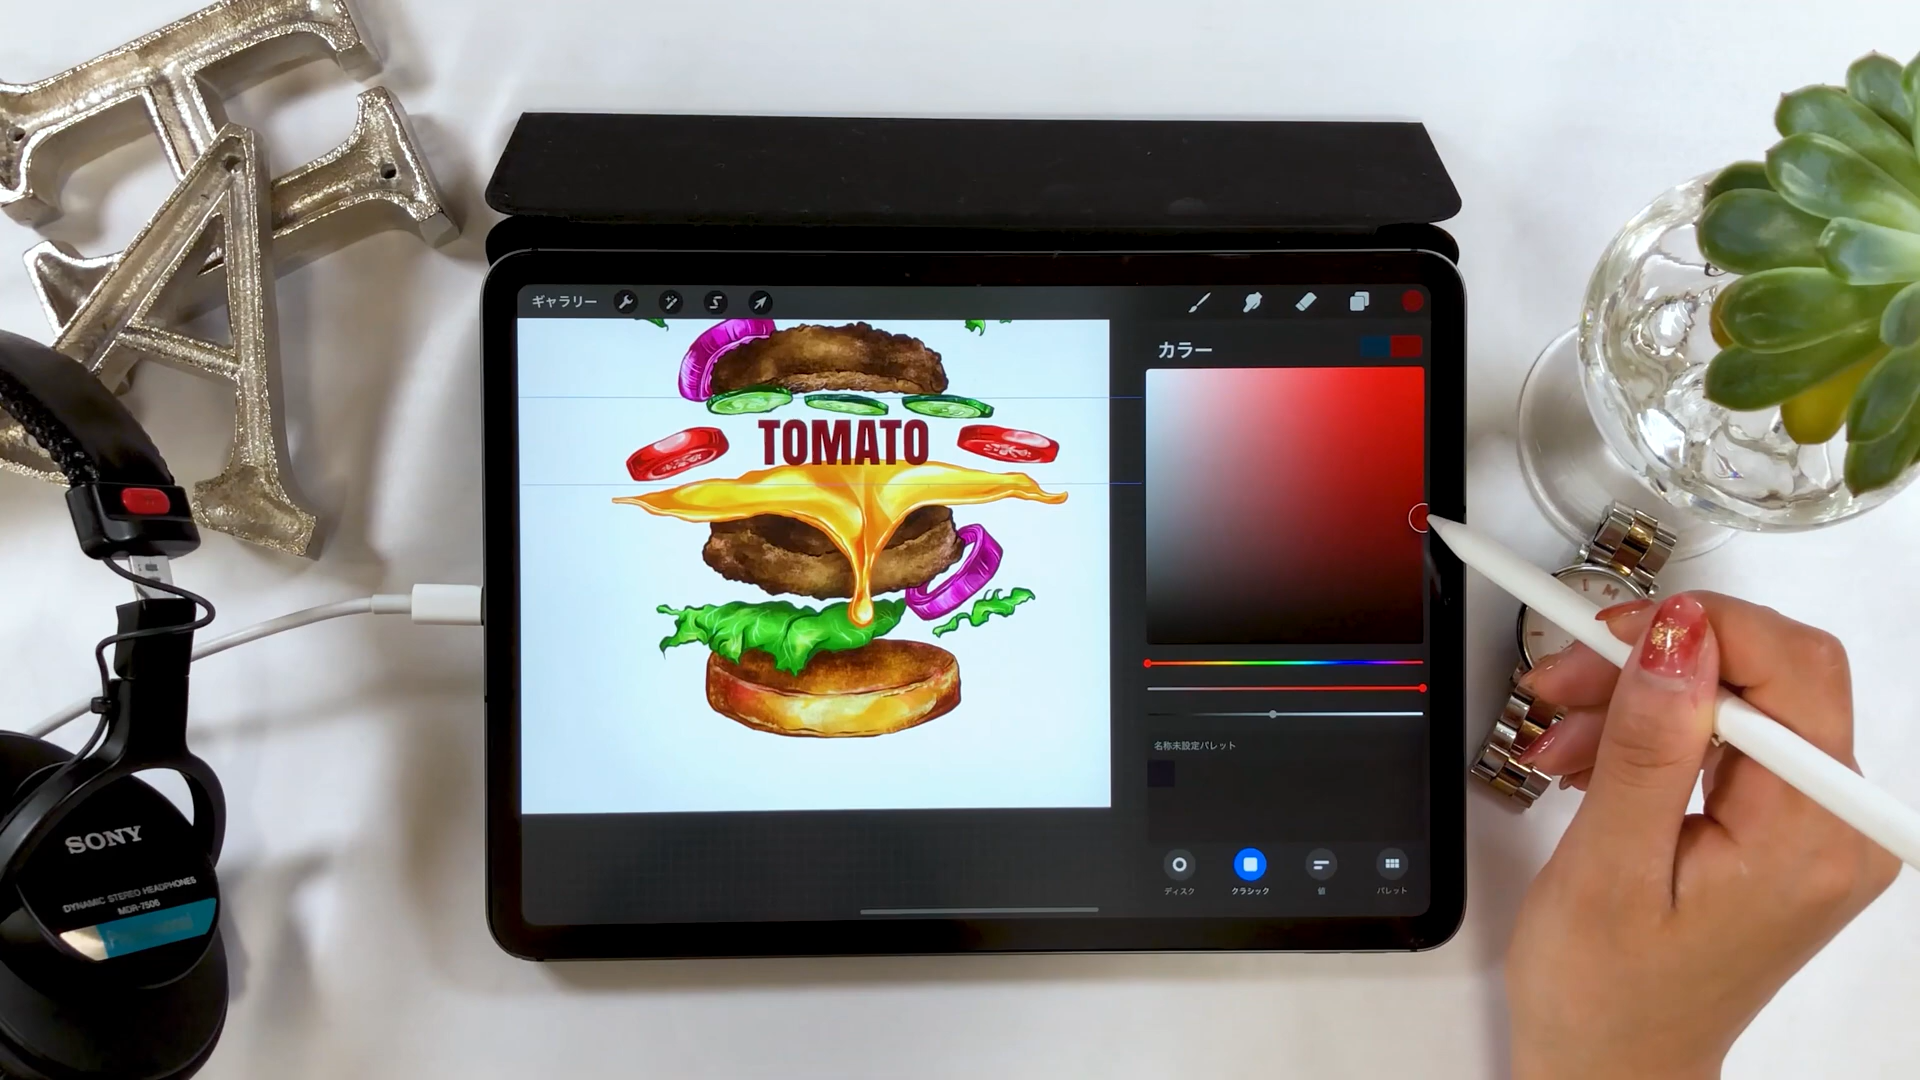 ギャラリー
カラー
TOMATO
名称未設定パレット
ディスク
クラシック
値
パレット
SONY
DYNAMIC STEREO HEADPHONES
MDR-7506